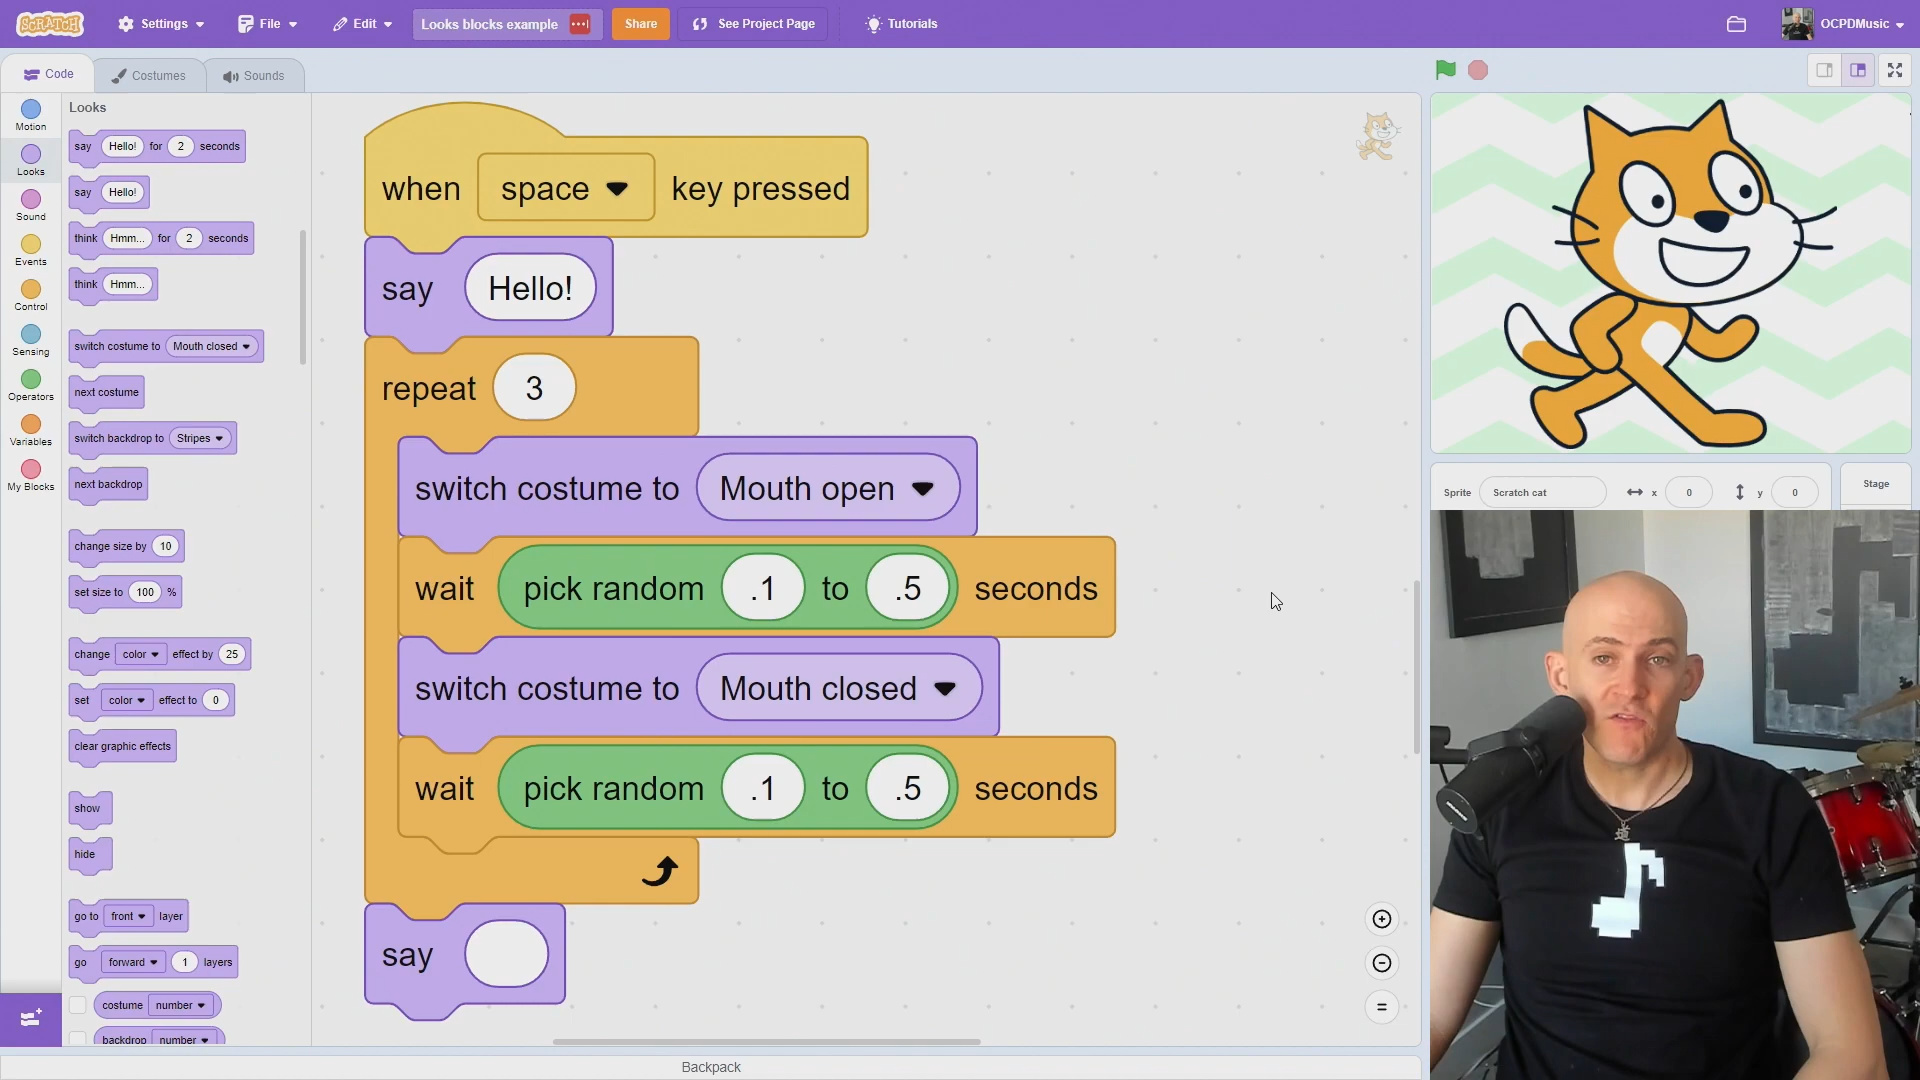 SCRATCH
Settings
File
Edit
Looks blocks example
Share
See Project Page
Tutorials
OCPDMusic
Code
Costumes
Sounds
Motion
Looks
Sound
Events
Control
Sensing
Operators
Variables
My Blocks
Looks
say Hello! for 2 seconds
say Hello!
think Hmm... for 2 seconds
think Hmm...
switch costume to Mouth closed
next costume
switch backdrop to Stripes
next backdrop
change size by 10
set size to 100 %
change color effect by 25
set color effect to 0
clear graphic effects
show
hide
go to front layer
go forward 1 layers
costume number
backdrop number
when space key pressed
say Hello!
repeat 3
switch costume to Mouth open
wait pick random .1 to .5 seconds
switch costume to Mouth closed
wait pick random .1 to .5 seconds
say
Backpack
Sprite Scratch cat x 0 y 0
Stage
道